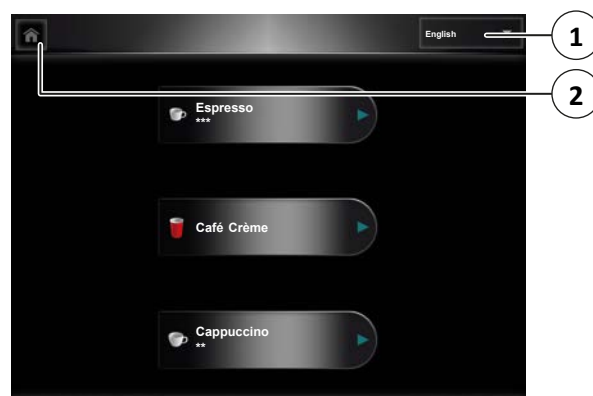 English
1
2
Espresso
***
Café Crème
Cappuccino
**